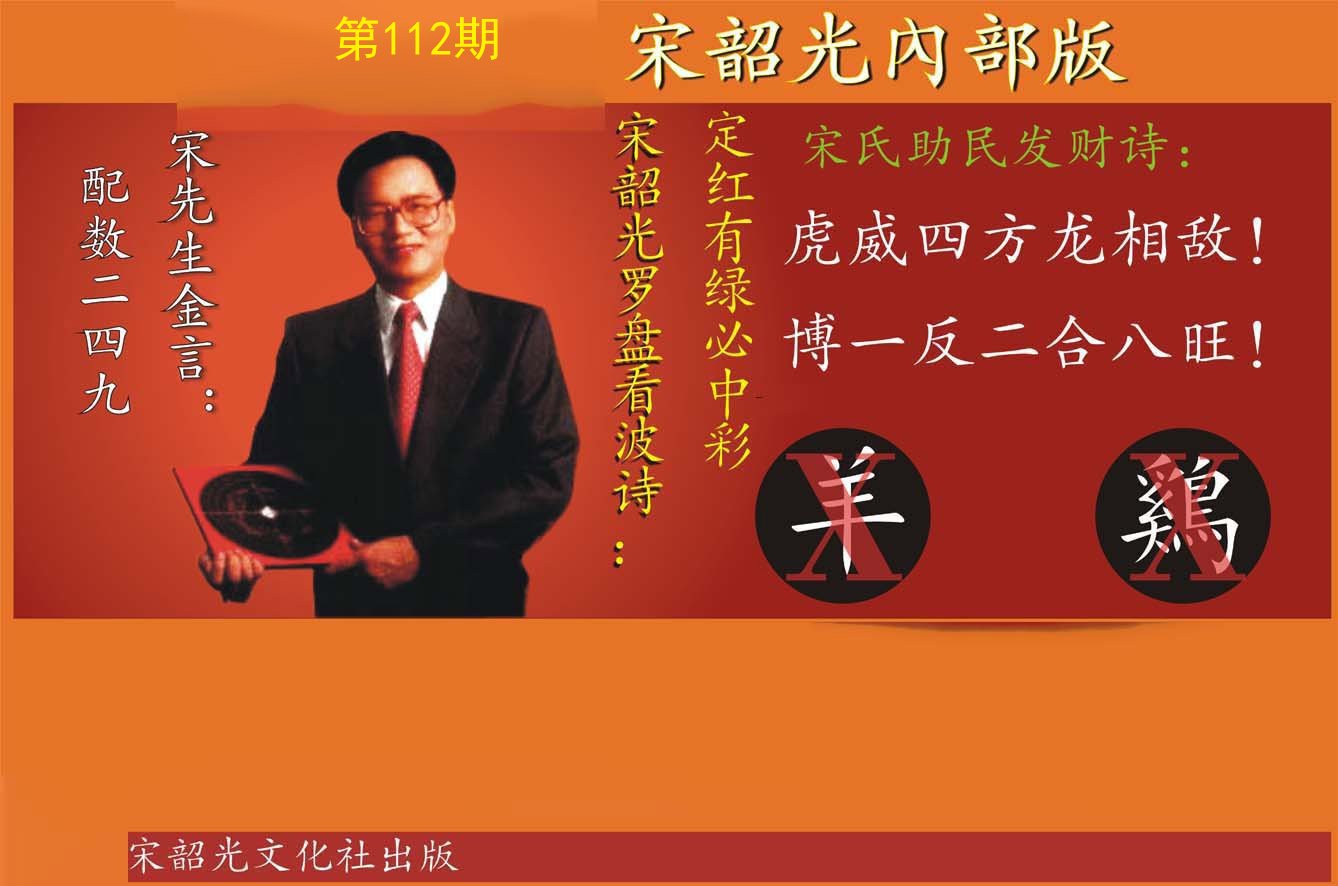 第112期
宋韶光內部版
宋先生金言：
配数二四九
宋韶光罗盘看波诗：
定红有绿必中彩
宋氏助民发财诗：
虎威四方龙相敌！
博一反二合八旺！
羊
X
鷄
X
宋韶光文化社出版